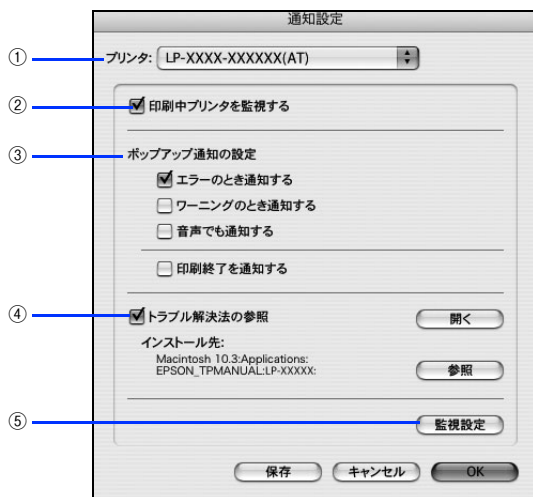 通知設定
① プリンタ: LP-XXXX-XXXXXX(AT)
② 印刷中プリンタを監視する
③ ポップアップ通知の設定
エラーのとき通知する
ワーニングのとき通知する
音声でも通知する
印刷終了を通知する
④ トラブル解決法の参照 開く
インストール先:
Macintosh 10.3:Applications:
EPSON_TPMANUAL:LP-XXXXX:
参照
⑤ 監視設定
保存 キャンセル OK